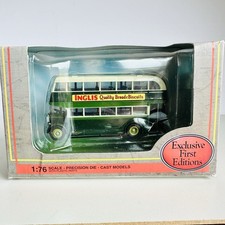 INGLIS Quality Bread & Biscuits
Exclusive
First
Editions
1:76 SCALE - PRECISION DIE - CAST MODELS